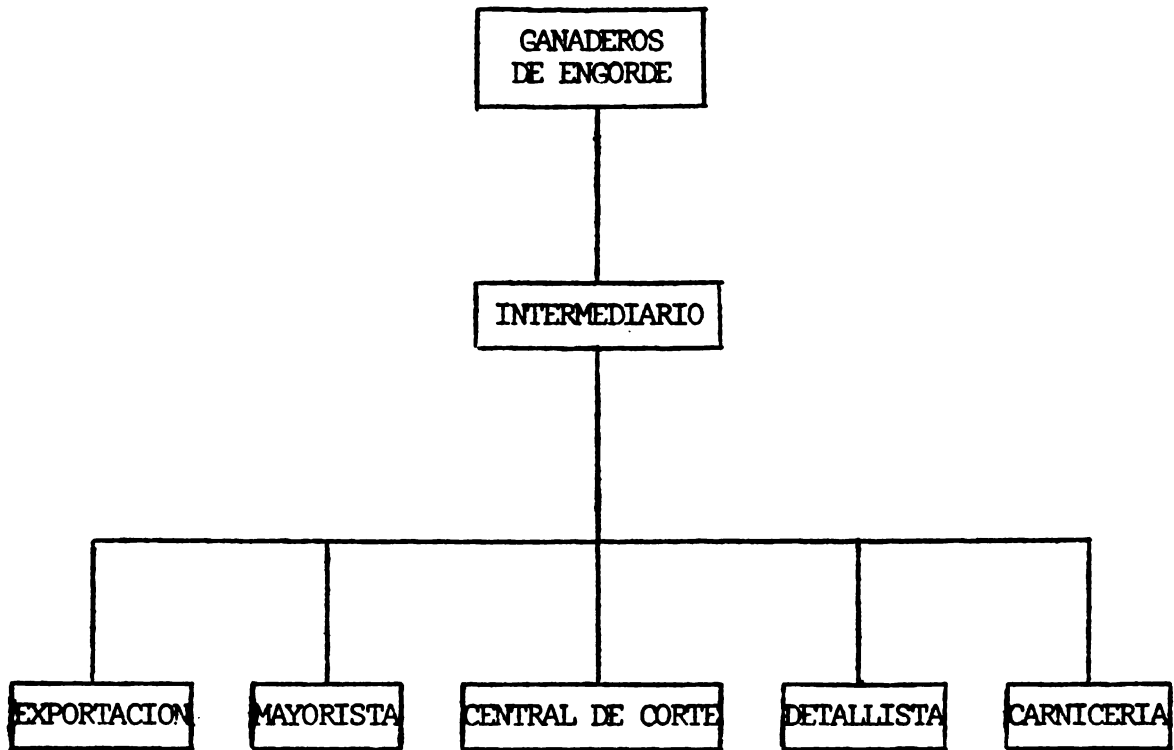 GANADEROS
DE ENGORDE
INTERMEDIARIO
EXPORTACION
MAYORISTA
CENTRAL DE CORTE
DETALLISTA
CARNICERIA